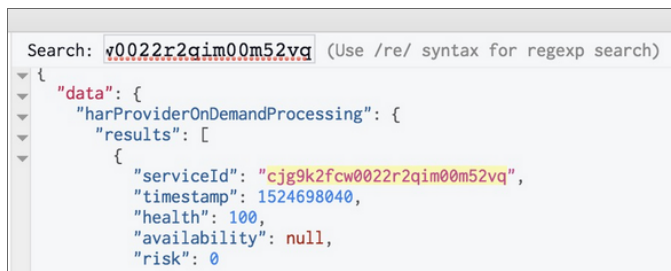 Search: w0022r2qim00m52vq (Use /re/ syntax for regexp search)
{
"data": {
"harProviderOnDemandProcessing": {
"results": [
{
"serviceId": "cjg9k2fcw0022r2qim00m52vq",
"timestamp": 1524698040,
"health": 100,
"availability": null,
"risk": 0